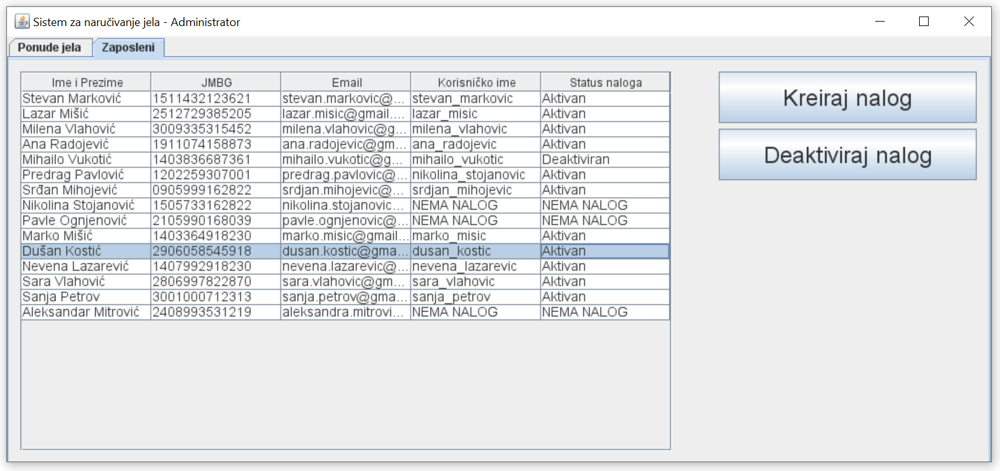 Sistem za naručivanje jela - Administrator
Ponude jela Zaposleni
Ime i Prezime JMBG Email Korisničko ime Status naloga
Stevan Marković 1511432123621 stevan.markovic@... stevan_markovic Aktivan
Lazar Mišić 2512729385205 lazar.misic@gmail.... lazar_misic Aktivan
Milena Vlahović 3009335315452 milena.vlahovic@g... milena_vlahovic Aktivan
Ana Radojević 1911074158873 ana.radojevic@gm... ana_radojevic Aktivan
Mihailo Vukotić 1403836687361 mihailo.vukotic@g... mihailo_vukotic Deaktiviran
Predrag Pavlović 1202259307001 predrag.pavlovic@... nikolina_stojanovic Aktivan
Srđan Mihojević 0905999162822 srdjan.mihojevic@... srdjan_mihojevic Aktivan
Nikolina Stojanović 1505733162822 nikolina.stojanovic... NEMA NALOG NEMA NALOG
Pavle Ognjenović 2105990168039 pavle.ognjenovic@... NEMA NALOG NEMA NALOG
Marko Mišić 1403364918230 marko.misic@gmail... marko_misic Aktivan
Dušan Kostić 2906058545918 dusan.kostic@gma... dusan_kostic Aktivan
Nevena Lazarević 1407992918230 nevena.lazarevic@... nevena_lazarevic Aktivan
Sara Vlahović 2806997822870 sara.vlahovic@gm... sara_vlahovic Aktivan
Sanja Petrov 3001000712313 sanja.petrov@gma... sanja_petrov Aktivan
Aleksandar Mitrović 2408993531219 aleksandra.mitrovi... NEMA NALOG NEMA NALOG
Kreiraj nalog
Deaktiviraj nalog